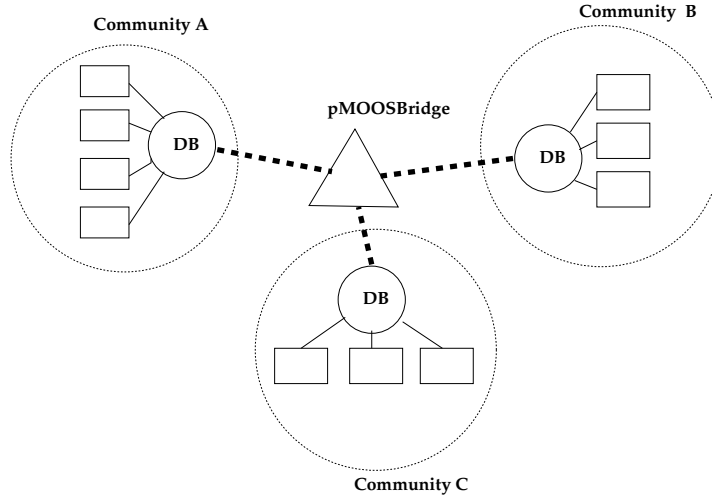 Community A
Community B
pMOOSBridge
DB
DB
DB
Community C